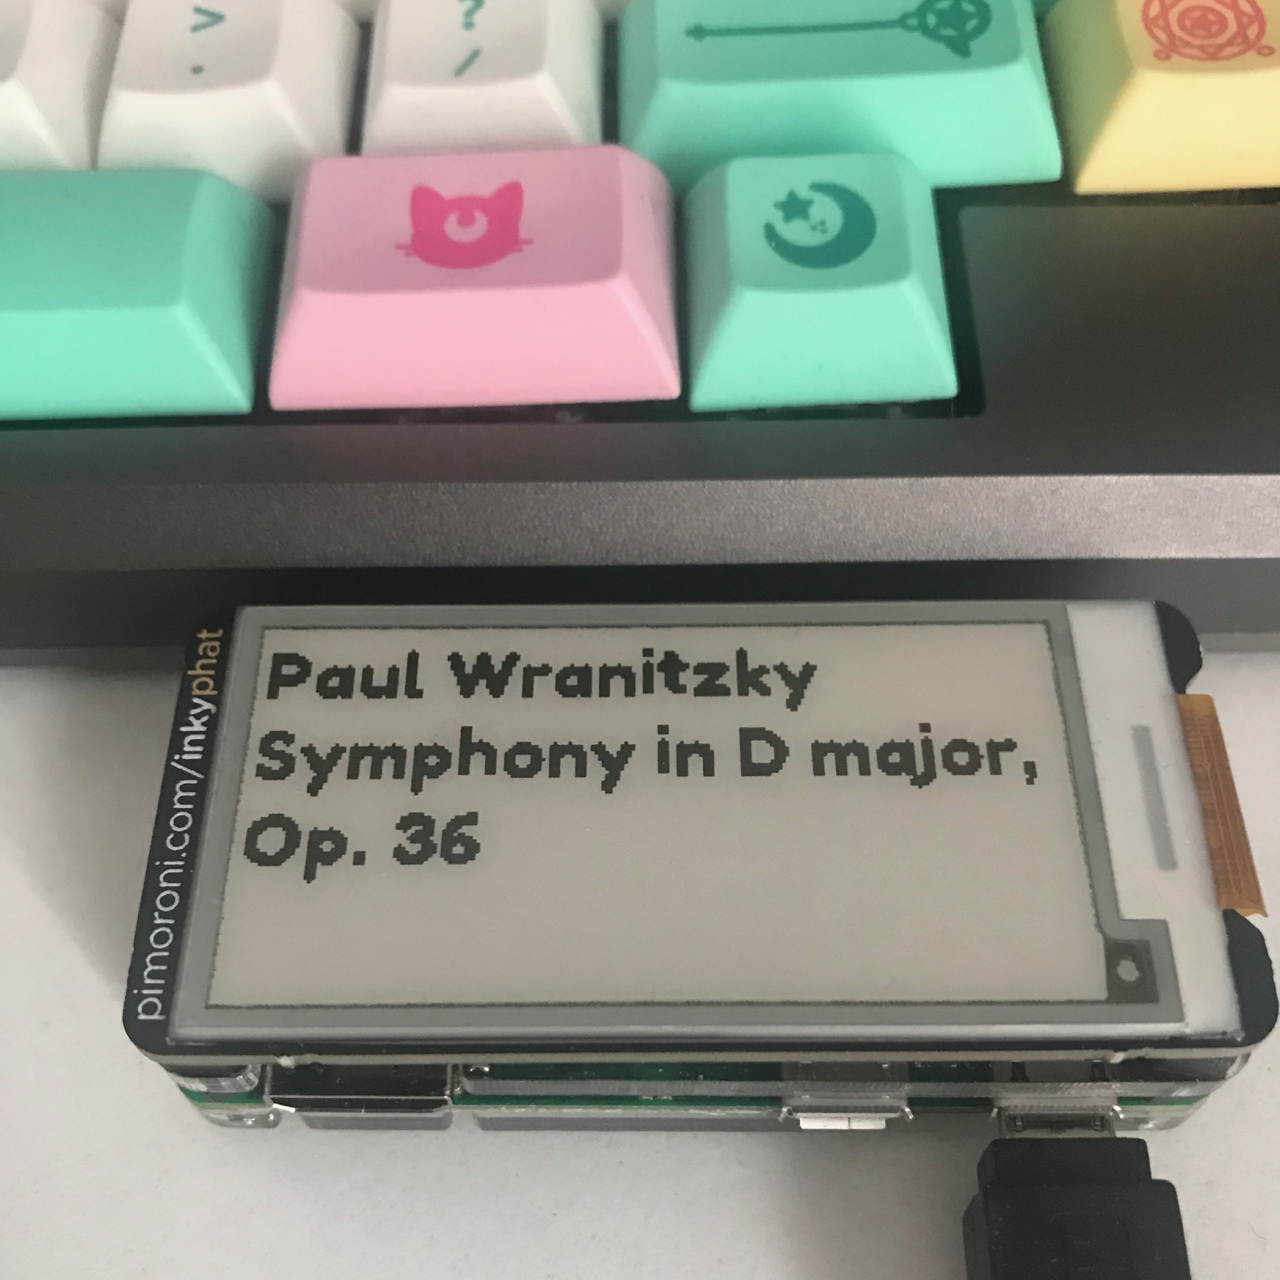 > ?
. /
Paul Wranitzky
Symphony in D major,
Op. 36
pimoroni.com/inkyphat